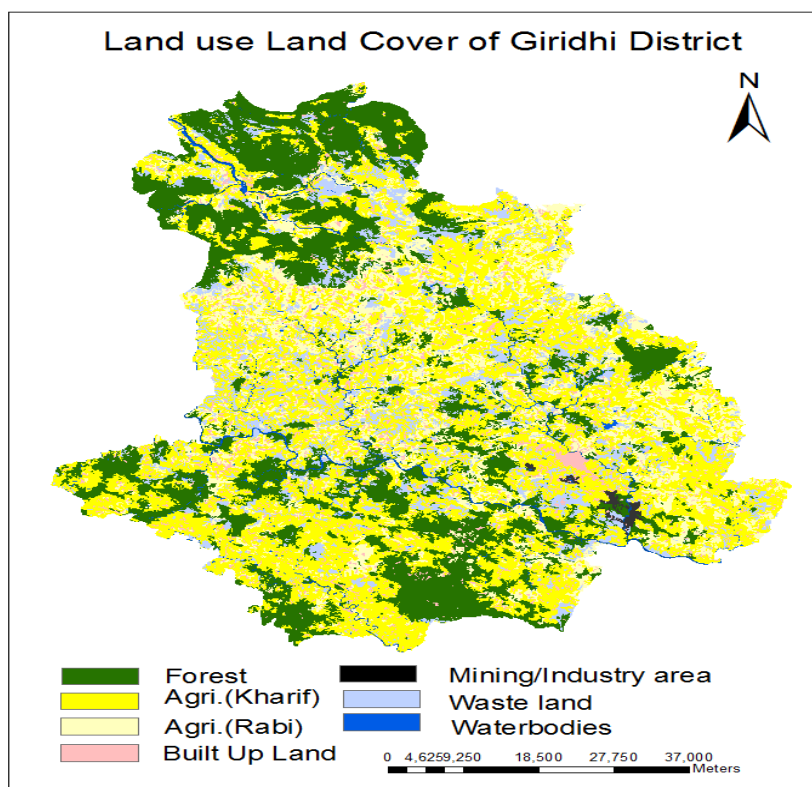 Land use Land Cover of Giridhi District
N
Forest
Agri.(Kharif)
Agri.(Rabi)
Built Up Land
Mining/Industry area
Waste land
Waterbodies
0 4,6259,250 18,500 27,750 37,000
Meters